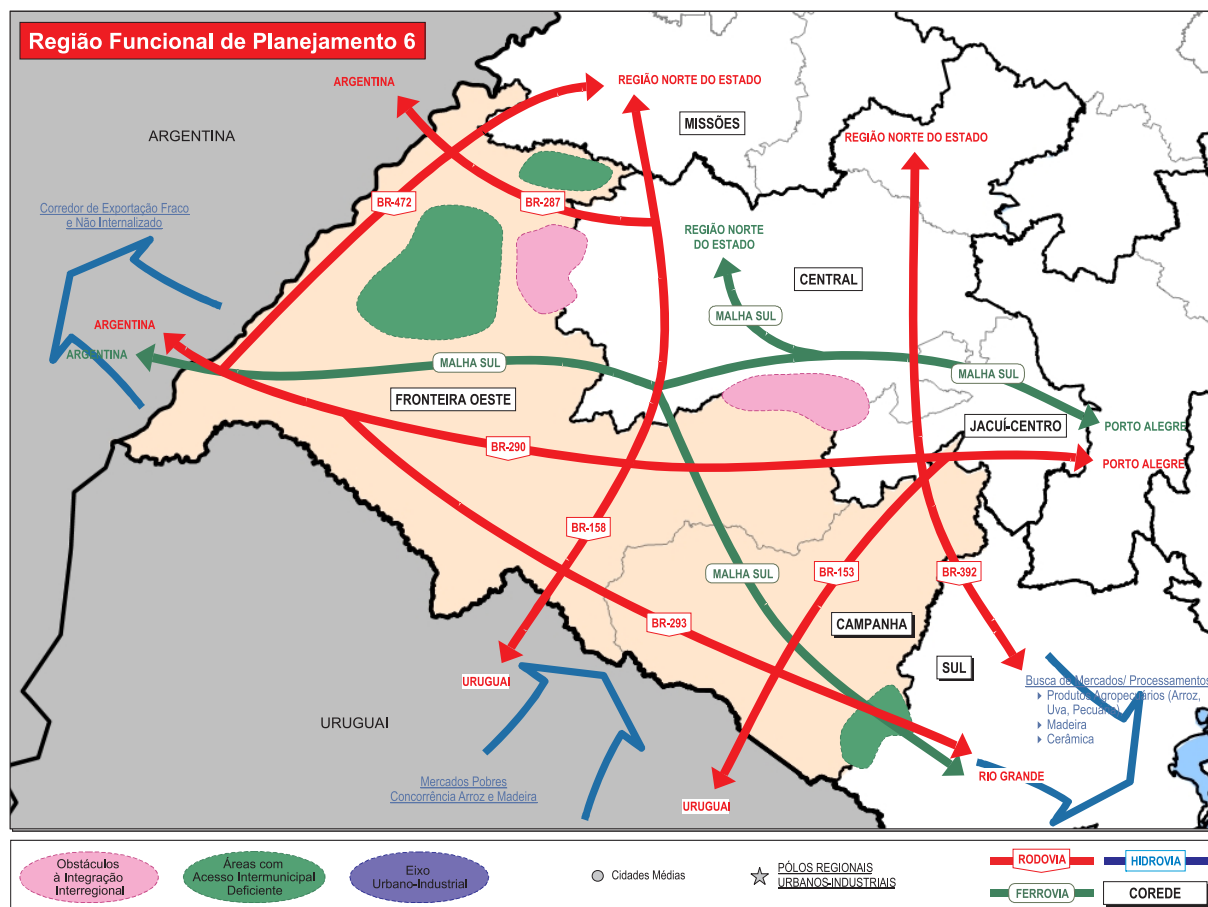 Região Funcional de Planejamento 6
ARGENTINA
REGIÃO NORTE DO ESTADO
MISSÕES
ARGENTINA
REGIÃO NORTE DO ESTADO
BR-472
BR-287
Corredor de Exportação Fraco
e Não Internalizado
REGIÃO NORTE
DO ESTADO
CENTRAL
MALHA SUL
ARGENTINA
ARGENTINA
MALHA SUL
MALHA SUL
FRONTEIRA OESTE
JACUÍ-CENTRO
PORTO ALEGRE
BR-290
PORTO ALEGRE
BR-158
MALHA SUL
BR-153
BR-392
BR-293
CAMPANHA
SUL
URUGUAI
Busca de Mercados/ Processamentos
Produtos Agropecuários (Arroz,
Uva, Pecuária)
Madeira
Cerâmica
URUGUAI
Mercados Pobres
Concorrência Arroz e Madeira
RIO GRANDE
URUGUAI
Obstáculos
à Integração
Interregional
Áreas com
Acesso Intermunicipal
Deficiente
Eixo
Urbano-Industrial
Cidades Médias
PÓLOS REGIONAIS
URBANOS-INDUSTRIAIS
RODOVIA
HIDROVIA
FERROVIA
COREDE